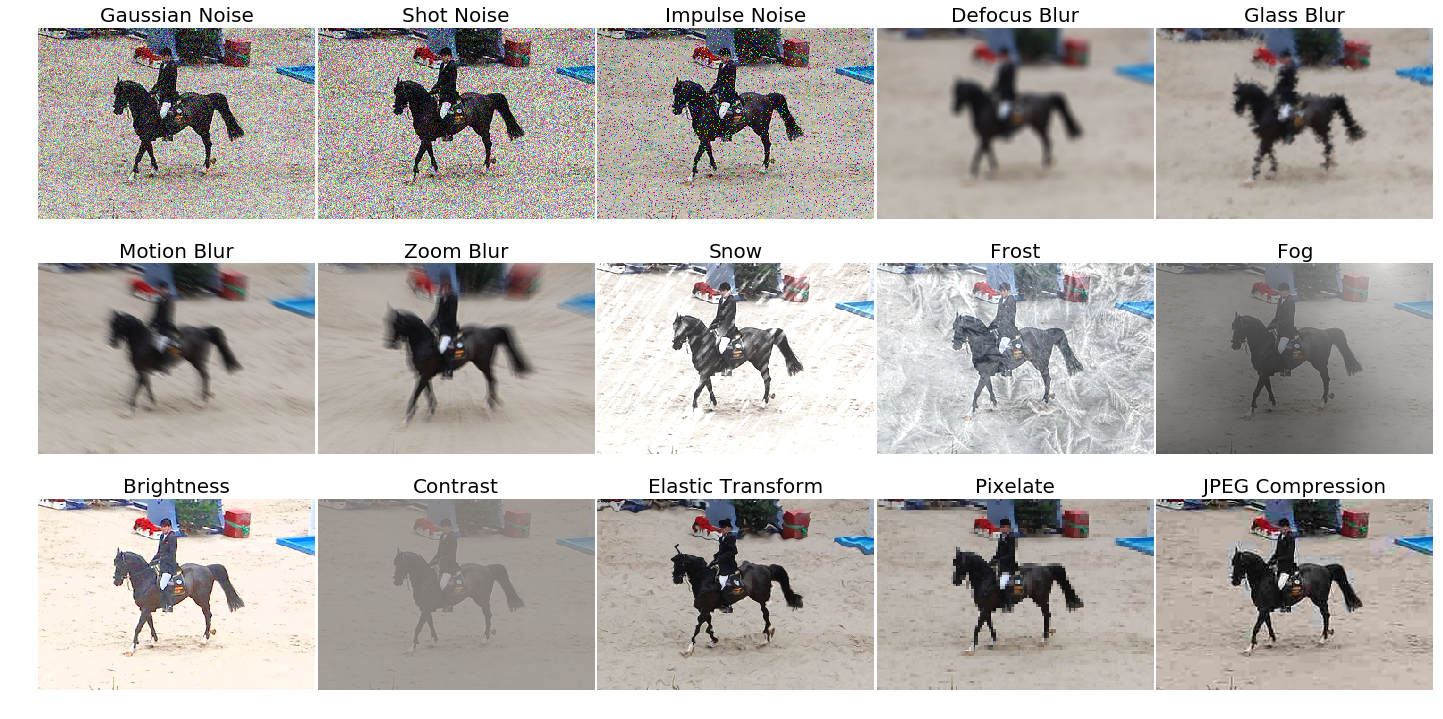 Gaussian Noise
Shot Noise
Impulse Noise
Defocus Blur
Glass Blur
Motion Blur
Zoom Blur
Snow
Frost
Fog
Brightness
Contrast
Elastic Transform
Pixelate
JPEG Compression